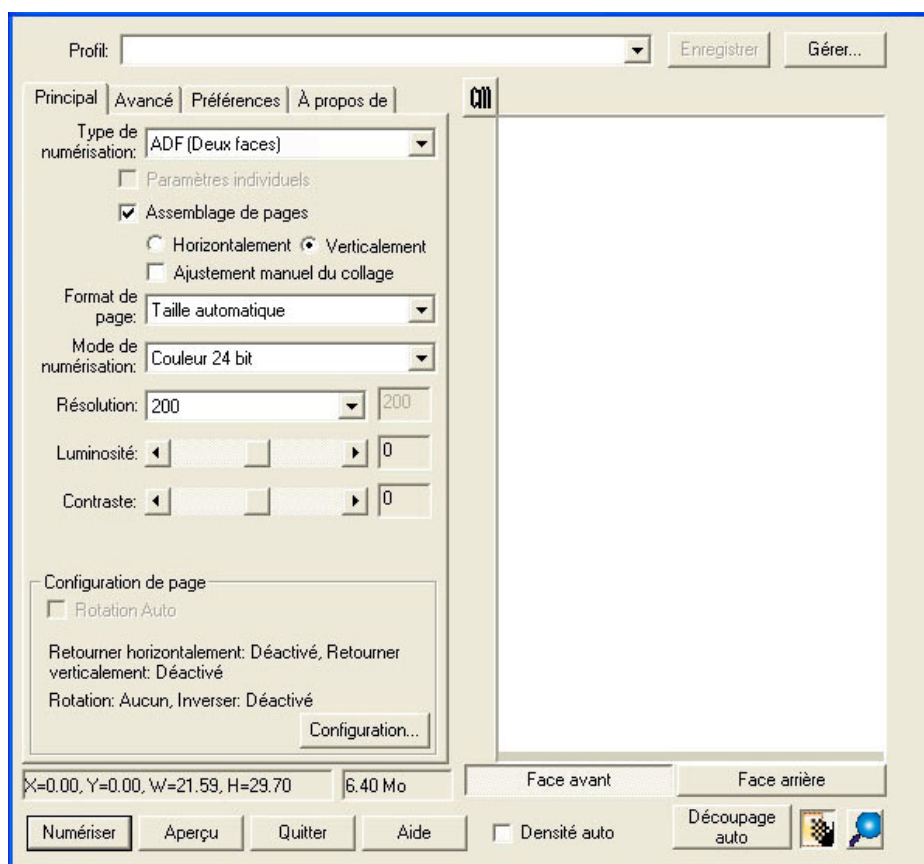 Profil:
Enregistrer
Gérer...
Principal
Avancé
Préférences
À propos de
cm
Type de
numérisation:
ADF (Deux faces)
Paramètres individuels
Assemblage de pages
Horizontalement
Verticalement
Ajustement manuel du collage
Format de
page:
Taille automatique
Mode de
numérisation:
Couleur 24 bit
Résolution:
200
200
Luminosité:
0
Contraste:
0
Configuration de page
Rotation Auto
Retourner horizontalement: Déactivé, Retourner
verticalement: Déactivé
Rotation: Aucun, Inverser: Déactivé
Configuration...
X=0.00, Y=0.00, W=21.59, H=29.70
6.40 Mo
Face avant
Face arrière
Numériser
Aperçu
Quitter
Aide
Densité auto
Découpage
auto